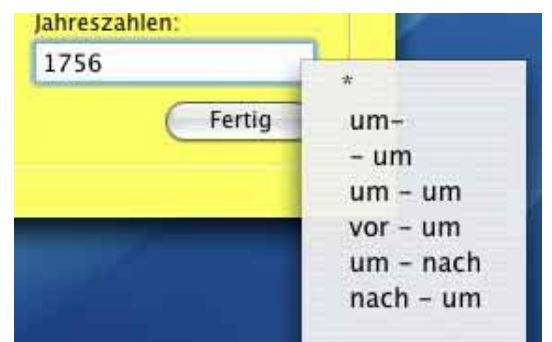 Jahreszahlen:
1756
Fertig
*
um–
– um
um – um
vor – um
um – nach
nach – um